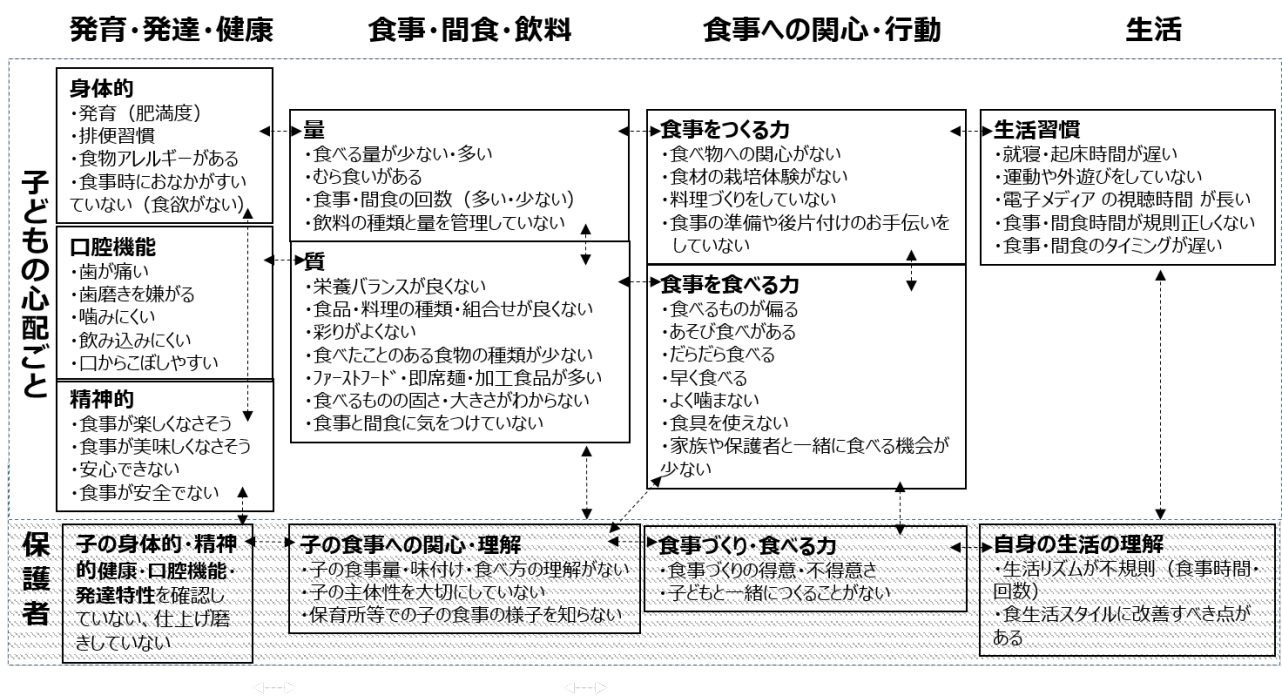 発育・発達・健康
食事・間食・飲料
食事への関心・行動
生活
子どもの心配ごと
身体的
・発育（肥満度）
・排便習慣
・食物アレルギーがある
・食事時におなかがすい
ていない（食欲がない）
口腔機能
・歯が痛い
・歯磨きを嫌がる
・噛みにくい
・飲み込みにくい
・口からこぼしやすい
精神的
・食事が楽しくなさそう
・食事が美味しくなさそう
・安心できない
・食事が安全でない
量
・食べる量が少ない・多い
・むら食いがある
・食事・間食の回数（多い・少ない）
・飲料の種類と量を管理していない
質
・栄養バランスが良くない
・食品・料理の種類・組合せが良くない
・彩りがよくない
・食べたことのある食物の種類が少ない
・ﾌｧｰｽﾄﾌｰﾄﾞ・即席麺・加工食品が多い
・食べるものの固さ・大きさがわからない
・食事と間食に気をつけていない
食事をつくる力
・食べ物への関心がない
・食材の栽培体験がない
・料理づくりをしていない
・食事の準備や後片付けのお手伝いを
していない
食事を食べる力
・食べるものが偏る
・あそび食べがある
・だらだら食べる
・早く食べる
・よく噛まない
・食具を使えない
・家族や保護者と一緒に食べる機会が
少ない
生活習慣
・就寝・起床時間が遅い
・運動や外遊びをしていない
・電子メディア の視聴時間 が長い
・食事・間食時間が規則正しくない
・食事・間食のタイミングが遅い
保護者
子の身体的・精神
的健康・口腔機能・
発達特性を確認し
ていない、仕上げ磨
きしていない
子の食事への関心・理解
・子の食事量・味付け・食べ方の理解がない
・子の主体性を大切にしていない
・保育所等での子の食事の様子を知らない
食事づくり・食べる力
・食事づくりの得意・不得意さ
・子どもと一緒につくることがない
自身の生活の理解
・生活リズムが不規則（食事時間・
回数）
・食生活スタイルに改善すべき点が
ある